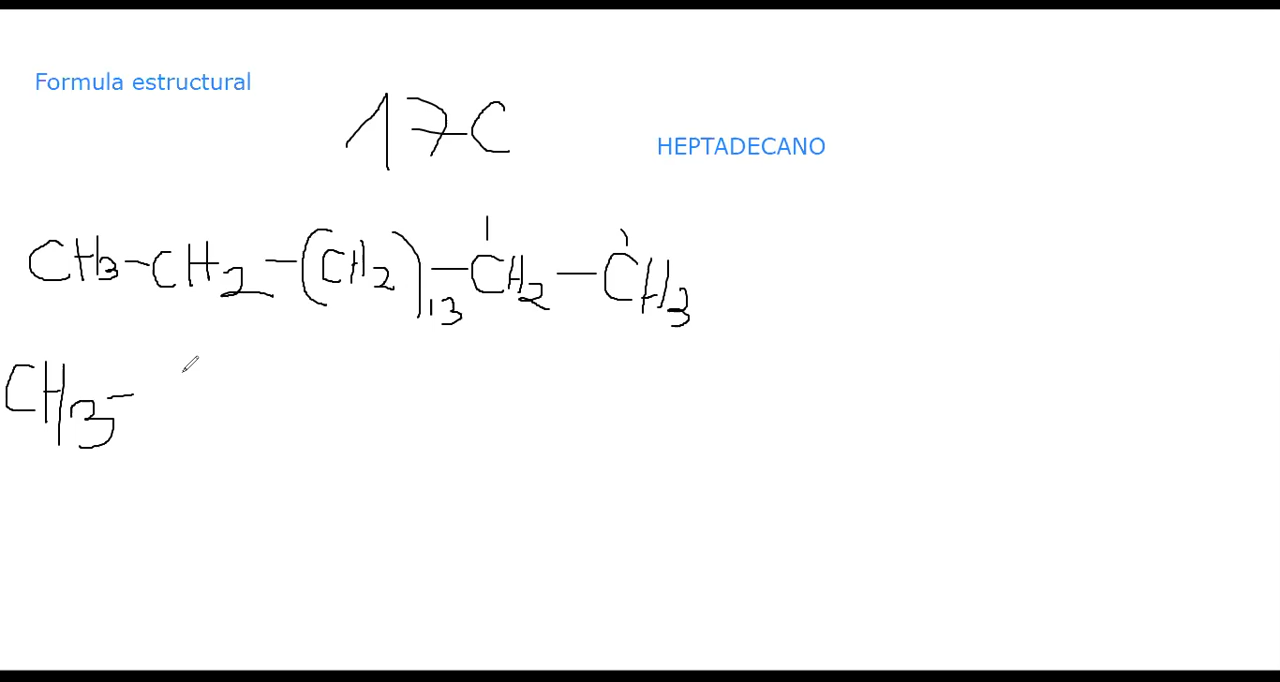 Formula estructural
17C
HEPTADECANO
CH3-CH2-(CH2)13-CH2-CH3
CH3-